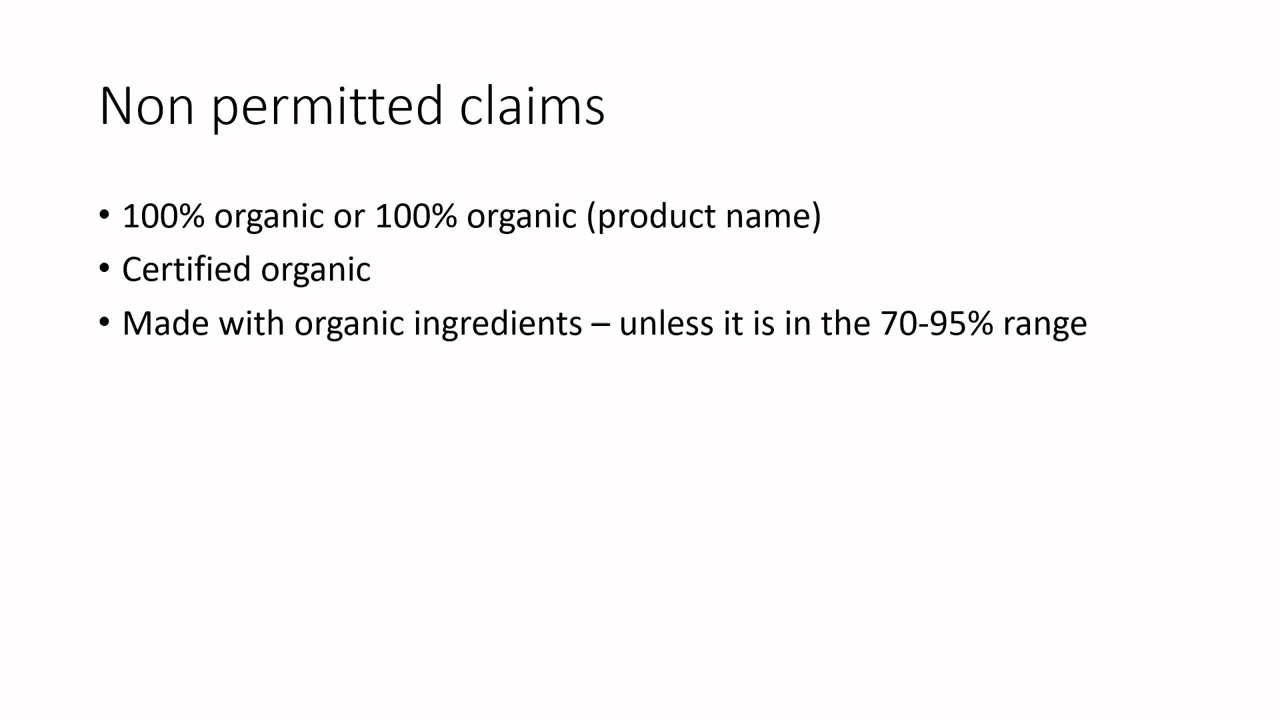 Non permitted claims
• 100% organic or 100% organic (product name)
• Certified organic
• Made with organic ingredients – unless it is in the 70-95% range